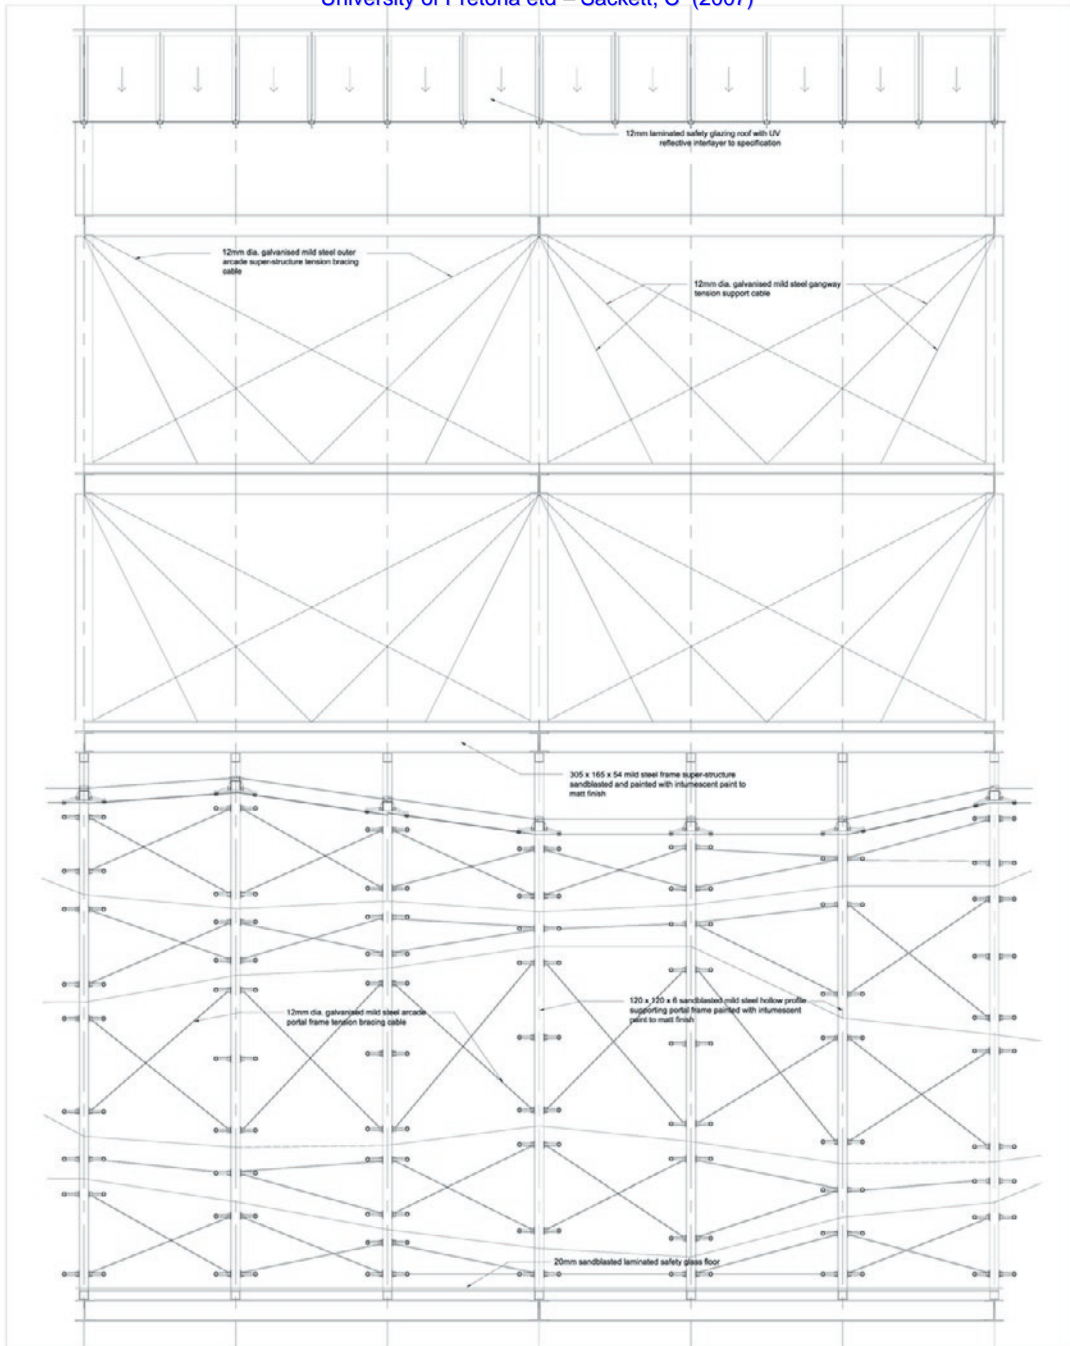 University of Pretoria etd – Sackett, C (2007)
12mm laminated safety glazing roof with UV
reflective interlayer to specification
12mm dia. galvanised mild steel outer
arcade super-structure tension bracing
cable
12mm dia. galvanised mild steel gangway
tension support cable
305 x 165 x 54 mild steel frame super-structure
sandblasted and painted with intumescent paint to
matt finish
120 x 120 x 6 sandblasted mild steel hollow profile
supporting portal frame painted with intumescent
paint to matt finish
12mm dia. galvanised mild steel arcade
portal frame tension bracing cable
20mm sandblasted laminated safety glass floor